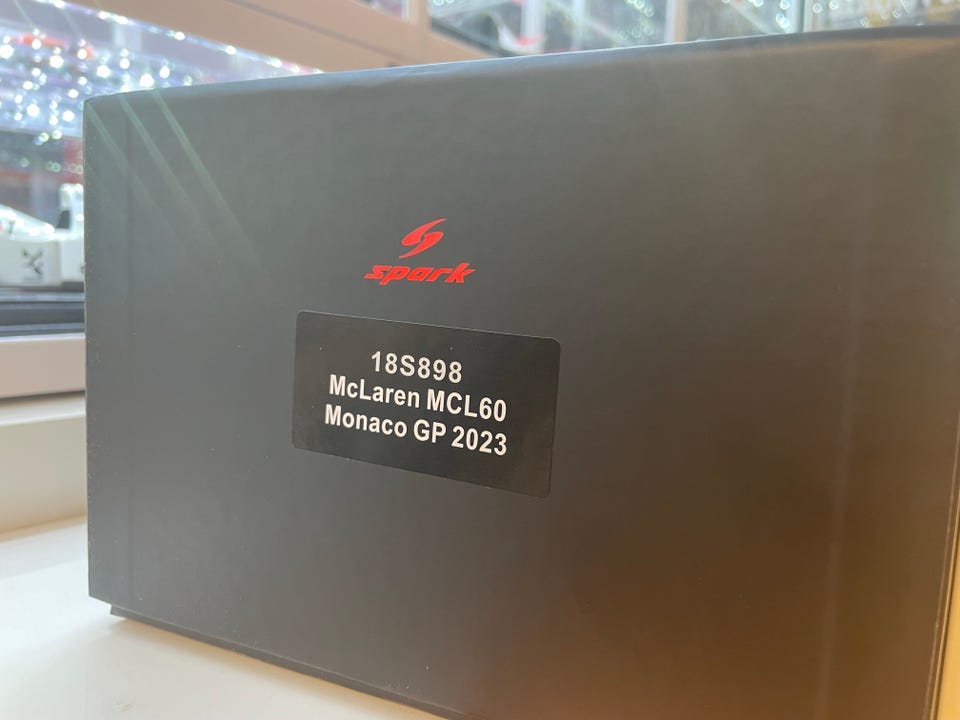 spark
18S898
McLaren MCL60
Monaco GP 2023